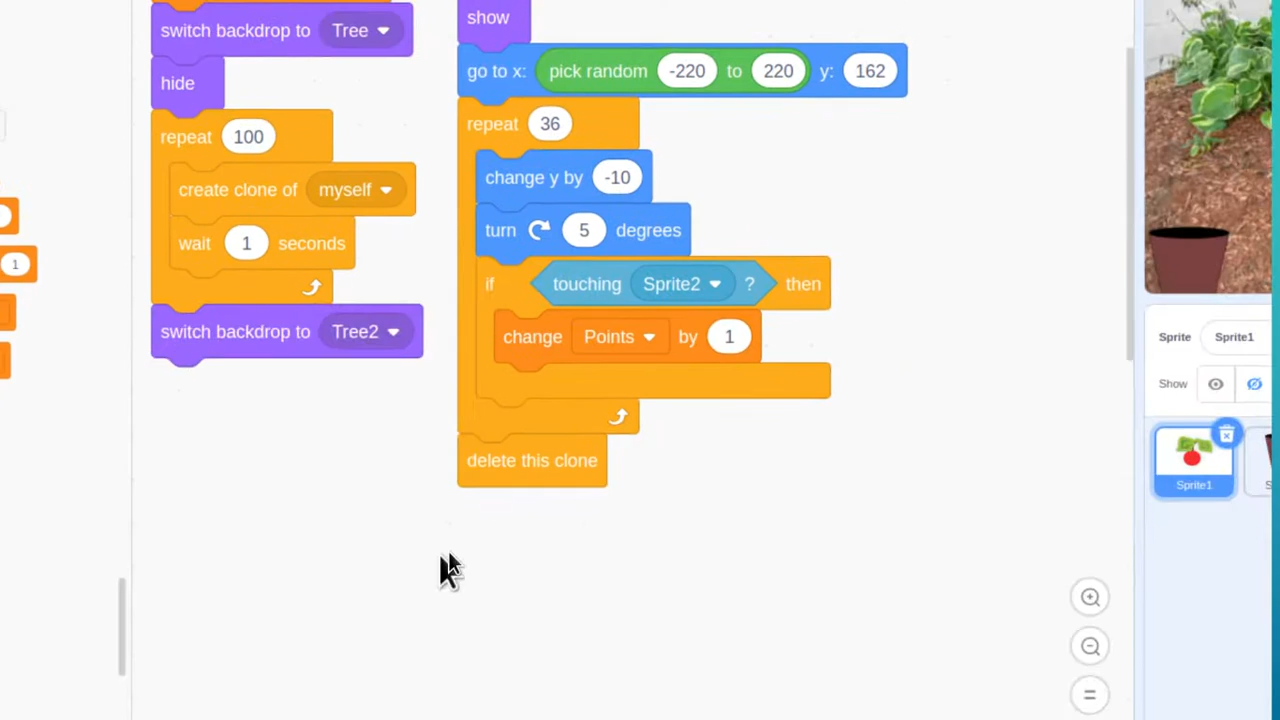 switch backdrop to Tree
hide
repeat 100
create clone of myself
wait 1 seconds
switch backdrop to Tree2
1
show
go to x: pick random -220 to 220 y: 162
repeat 36
change y by -10
turn 5 degrees
if touching Sprite2 ? then
change Points by 1
delete this clone
Sprite Sprite1
Show
Sprite1
S